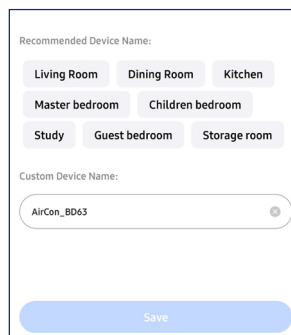 Recommended Device Name:
Living Room Dining Room Kitchen
Master bedroom Children bedroom
Study Guest bedroom Storage room
Custom Device Name:
AirCon_BD63
Save